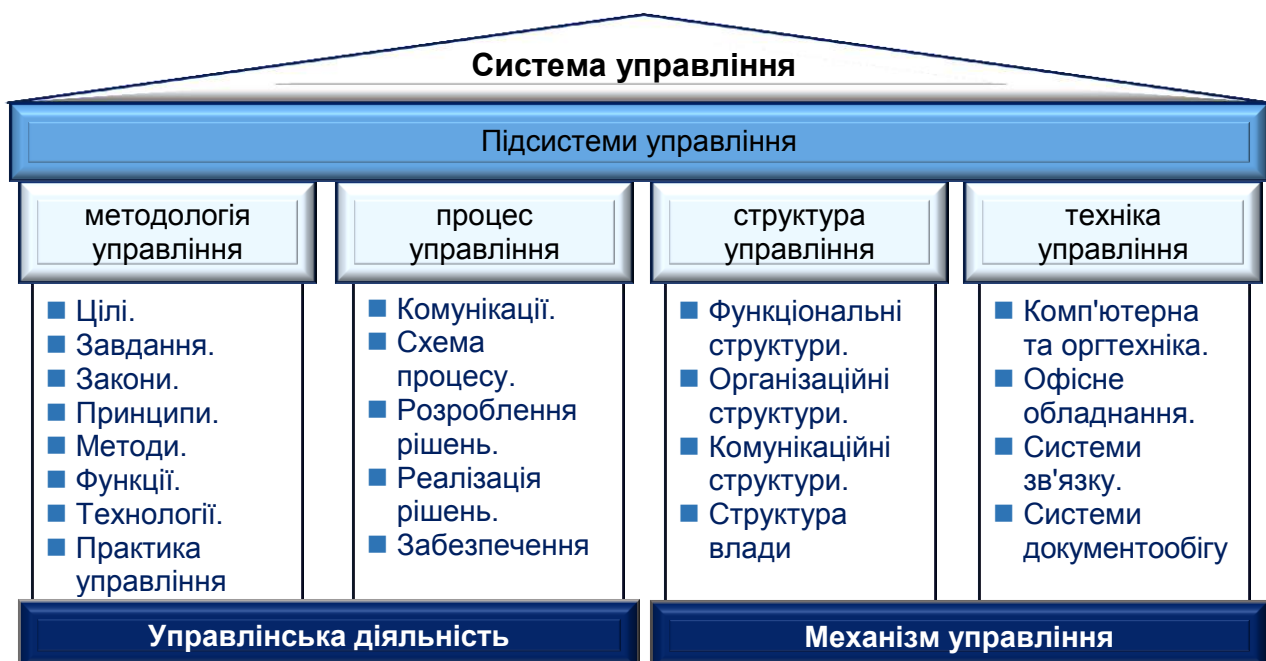 Система управління
Підсистеми управління
методологія
управління
Цілі.
Завдання.
Закони.
Принципи.
Методи.
Функції.
Технології.
Практика
управління
процес
управління
Комунікації.
Схема
процесу.
Розроблення
рішень.
Реалізація
рішень.
Забезпечення
структура
управління
Функціональні
структури.
Організаційні
структури.
Комунікаційні
структури.
Структура
влади
техніка
управління
Комп'ютерна
та оргтехніка.
Офісне
обладнання.
Системи
зв'язку.
Системи
документообігу
Управлінська діяльність
Механізм управління